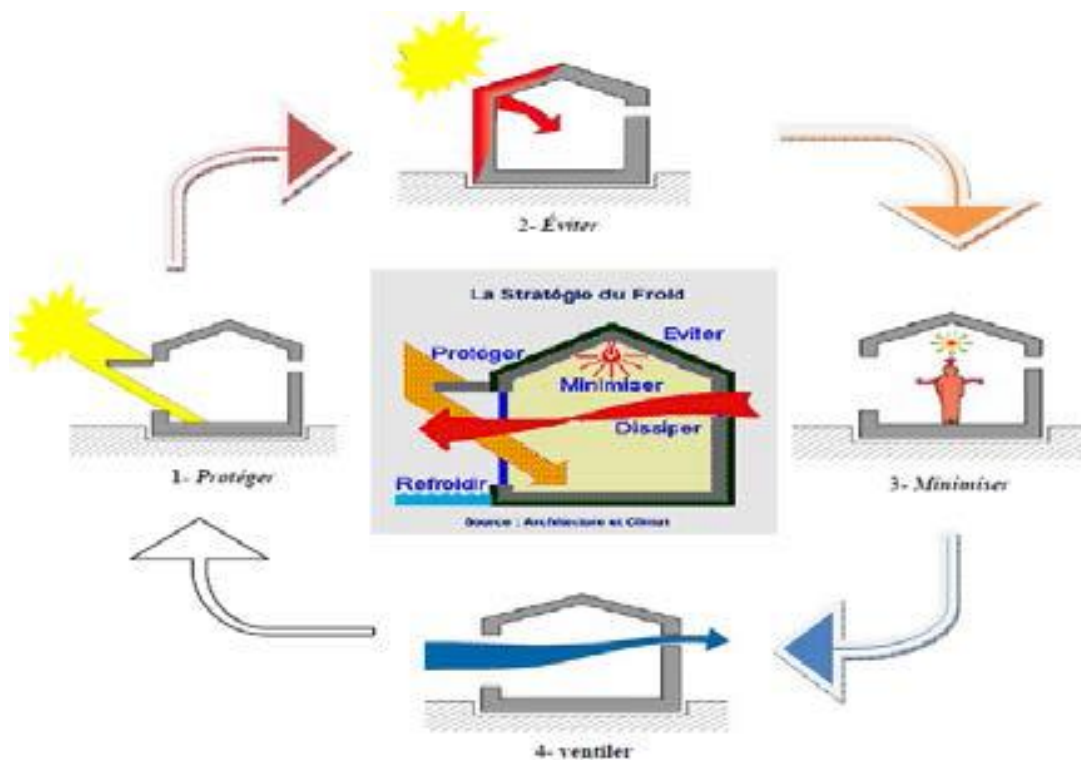 2- Éviter
La Stratégie du Froid
Eviter
Protéger
Minimiser
Dissiper
Refroidir
Source : Architecture et Climat
1- Protéger
3- Minimiser
4- ventiler